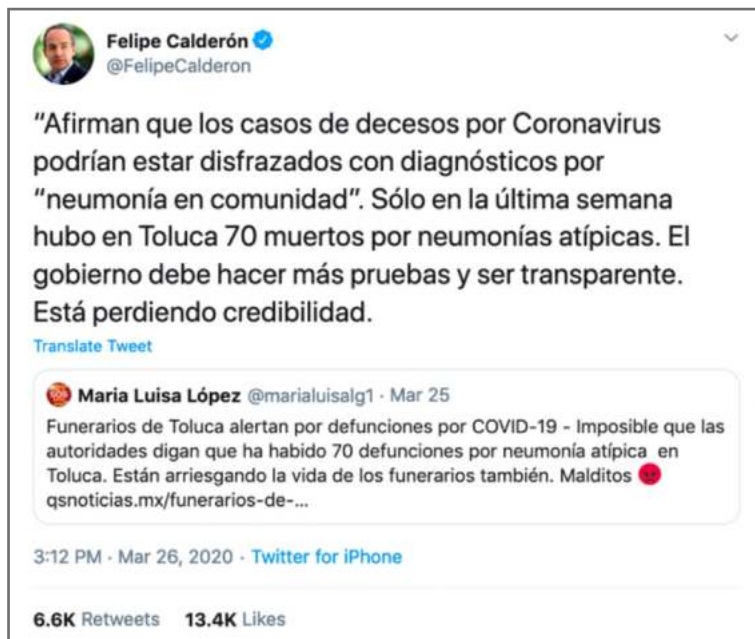 Felipe Calderón
@FelipeCalderon
“Afirman que los casos de decesos por Coronavirus
podrían estar disfrazados con diagnósticos por
“neumonía en comunidad”. Sólo en la última semana
hubo en Toluca 70 muertos por neumonías atípicas. El
gobierno debe hacer más pruebas y ser transparente.
Está perdiendo credibilidad.
Translate Tweet
Maria Luisa López @marialuisalg1 · Mar 25
Funerarios de Toluca alertan por defunciones por COVID-19 - Imposible que las
autoridades digan que ha habido 70 defunciones por neumonía atípica en
Toluca. Están arriesgando la vida de los funerarios también. Malditos 😡
qsnoticias.mx/funerarios-de-...
3:12 PM · Mar 26, 2020 · Twitter for iPhone
6.6K Retweets 13.4K Likes